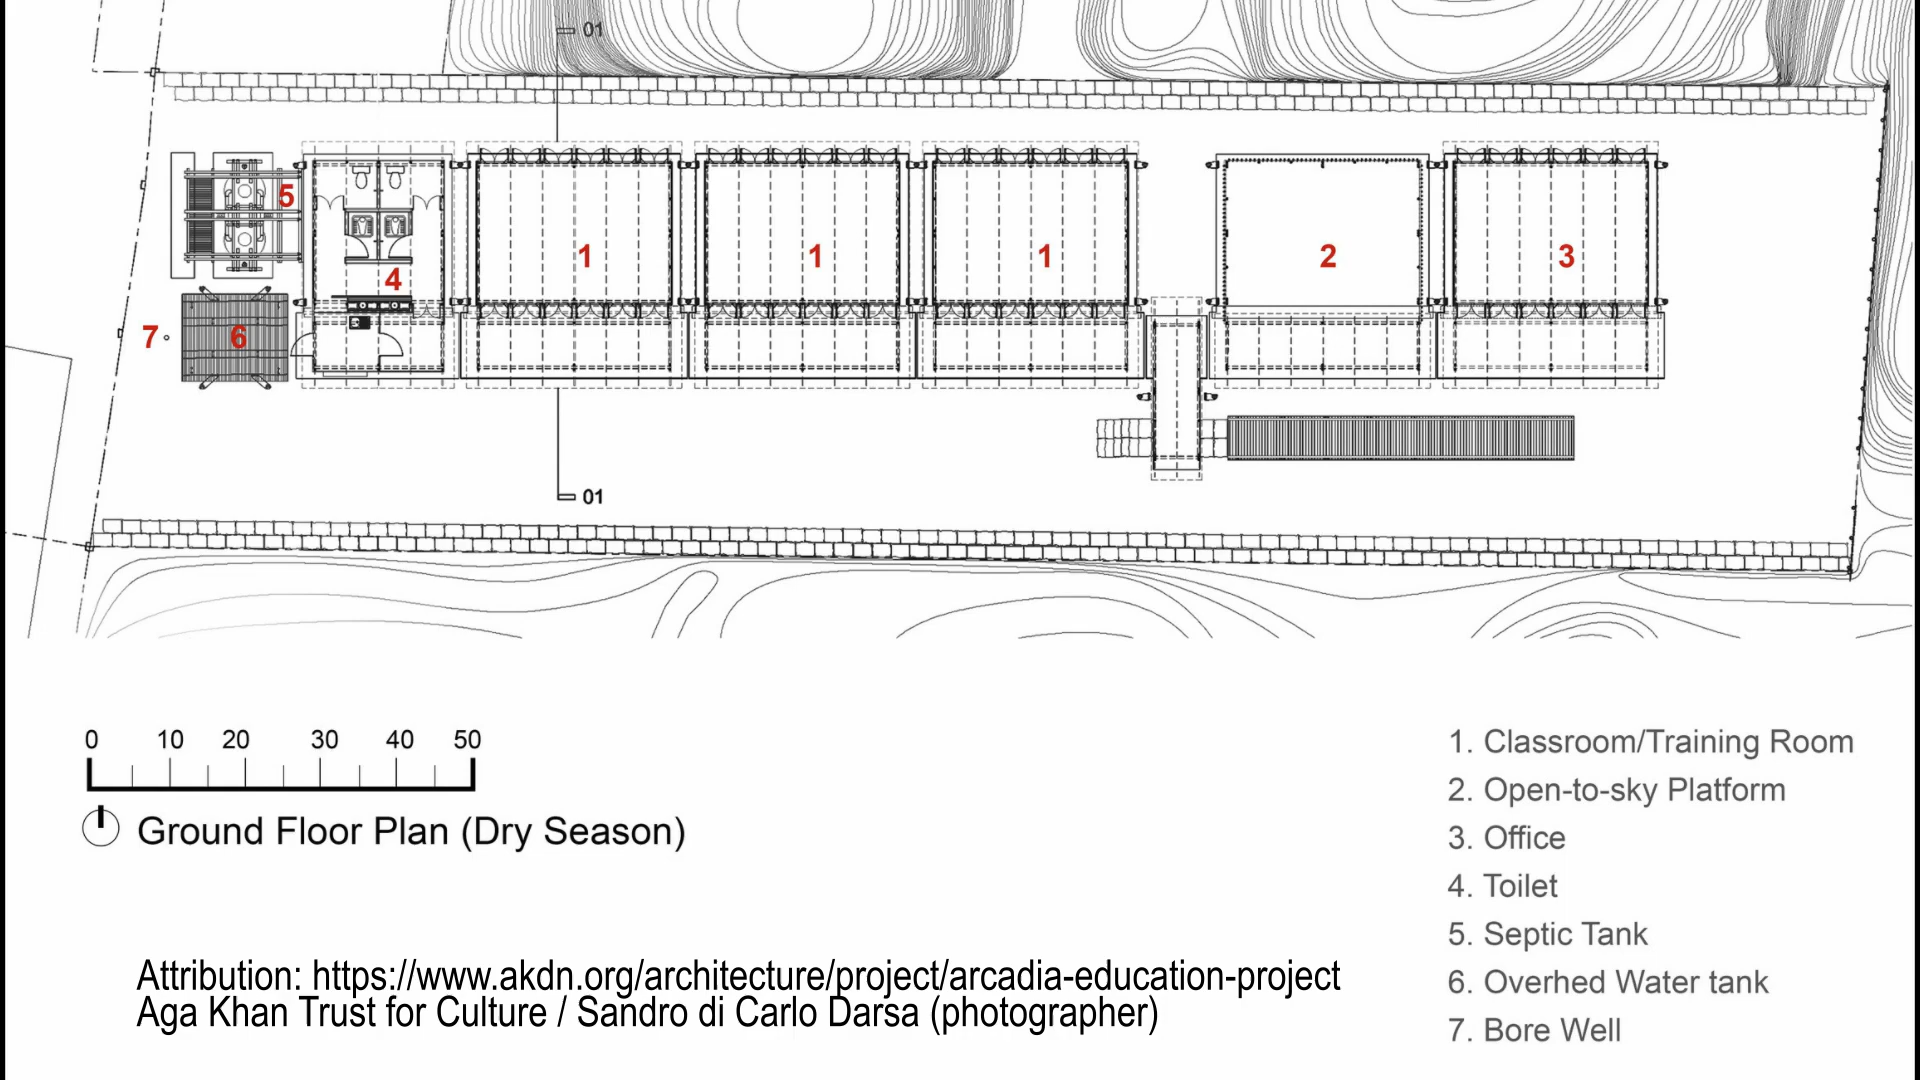 01
5
4
1
1
1
2
3
7
6
01
0 10 20 30 40 50
Ground Floor Plan (Dry Season)
1. Classroom/Training Room
2. Open-to-sky Platform
3. Office
4. Toilet
5. Septic Tank
6. Overhed Water tank
7. Bore Well
Attribution: https://www.akdn.org/architecture/project/arcadia-education-project
Aga Khan Trust for Culture / Sandro di Carlo Darsa (photographer)